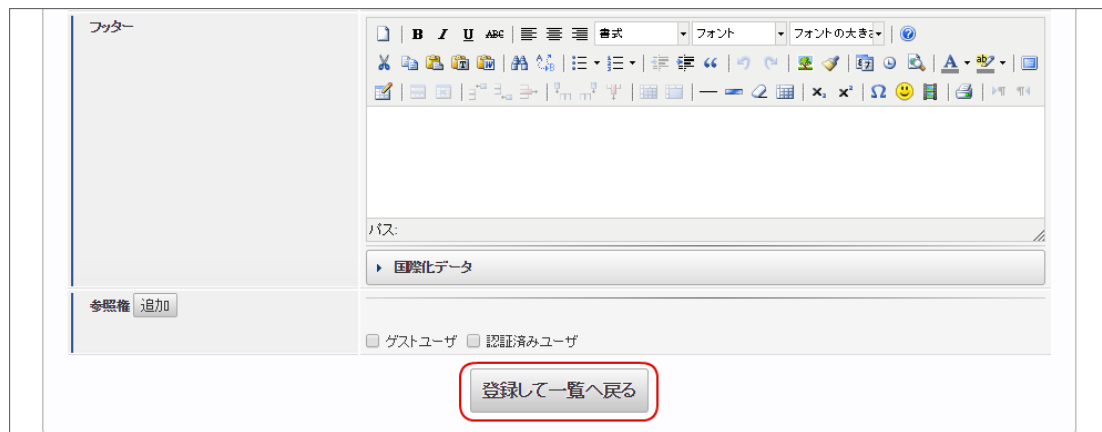 フッター
B I U ABC 書式 フォント フォントの大きさ
パス:
国際化データ
参照権 追加
ゲストユーザ 認証済みユーザ
登録して一覧へ戻る